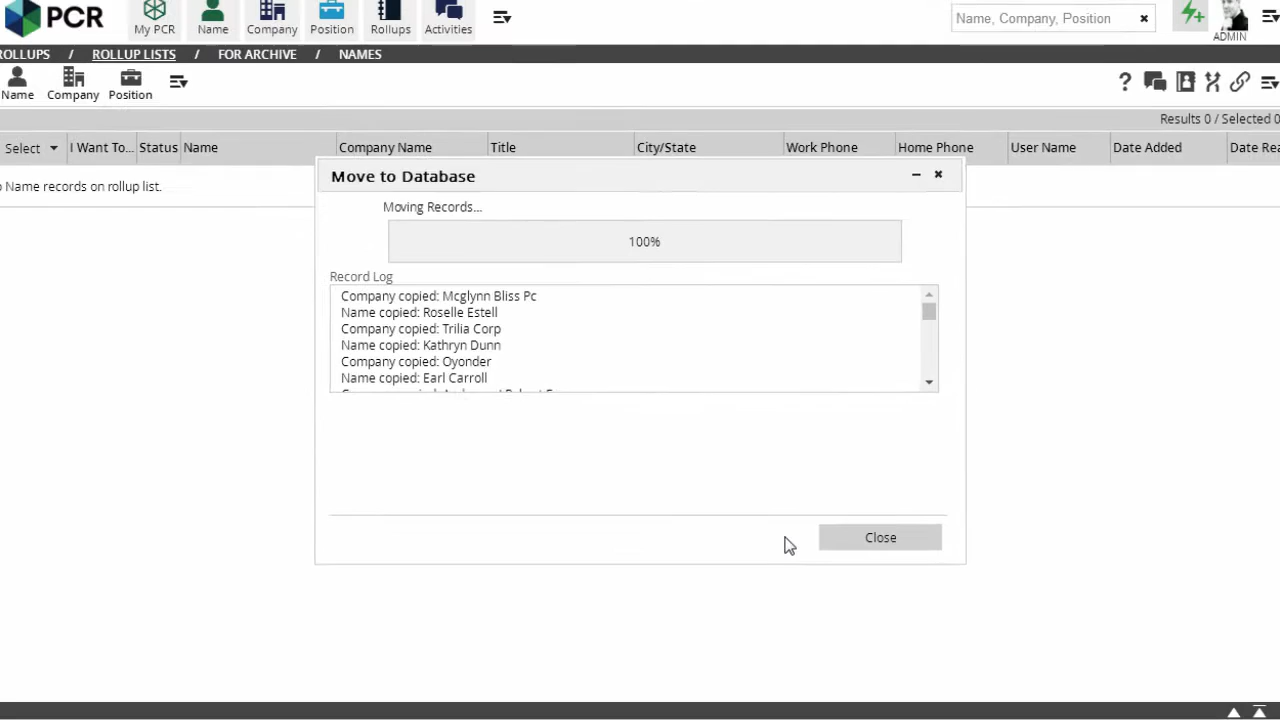 PCR
My PCR
Name
Company
Position
Rollups
Activities
Name, Company, Position
ADMIN
ROLLUPS / ROLLUP LISTS / FOR ARCHIVE / NAMES
Name
Company
Position
Results 0 / Selected 0
Select
I Want To...
Status
Name
Company Name
Title
City/State
Work Phone
Home Phone
User Name
Date Added
Date
Name records on rollup list.
Move to Database
Moving Records...
100%
Record Log
Company copied: Mcglynn Bliss Pc
Name copied: Roselle Estell
Company copied: Trilia Corp
Name copied: Kathryn Dunn
Company copied: Oyonder
Name copied: Earl Carroll
Close